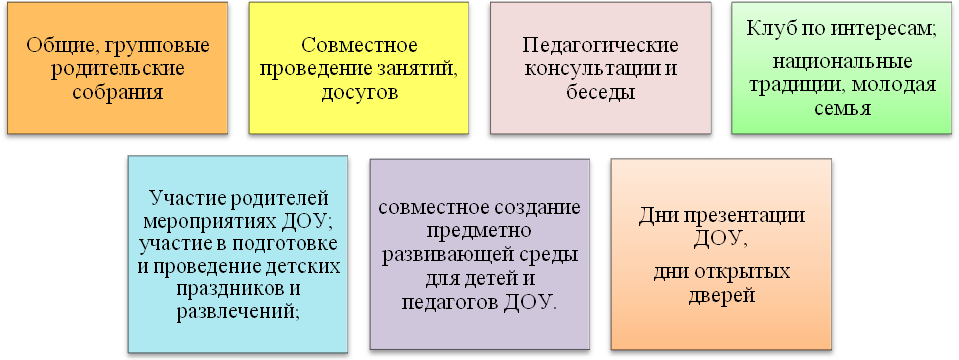 Общие, групповые
родительские
собрания
Совместное
проведение занятий,
досугов
Педагогические
консультации и
беседы
Клуб по интересам;
национальные
традиции, молодая
семья
Участие родителей
мероприятиях ДОУ;
участие в подготовке
и проведение детских
праздников и
развлечений;
совместное создание
предметно
развивающей среды
для детей и
педагогов ДОУ.
Дни презентации
ДОУ,
дни открытых
дверей